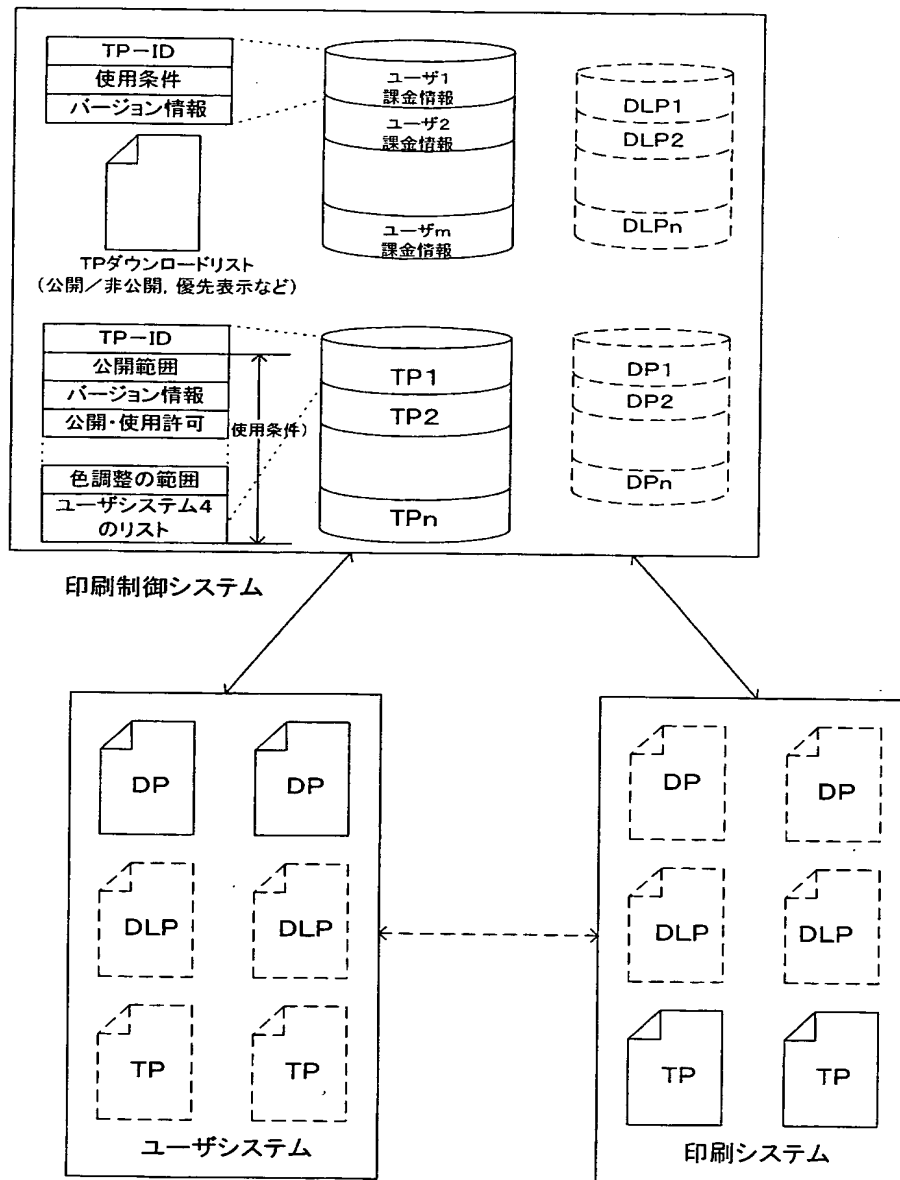 TP-ID
使用条件
バージョン情報
TPダウンロードリスト
(公開/非公開, 優先表示など)
ユーザ1
課金情報
ユーザ2
課金情報
ユーザm
課金情報
DLP1
DLP2
DLPn
TP-ID
公開範囲
バージョン情報
公開・使用許可
使用条件)
色調整の範囲
ユーザシステム4
のリスト
TP1
TP2
TPn
DP1
DP2
DPn
印刷制御システム
DP
DP
DLP
DLP
TP
TP
ユーザシステム
DP
DP
DLP
DLP
TP
TP
印刷システム